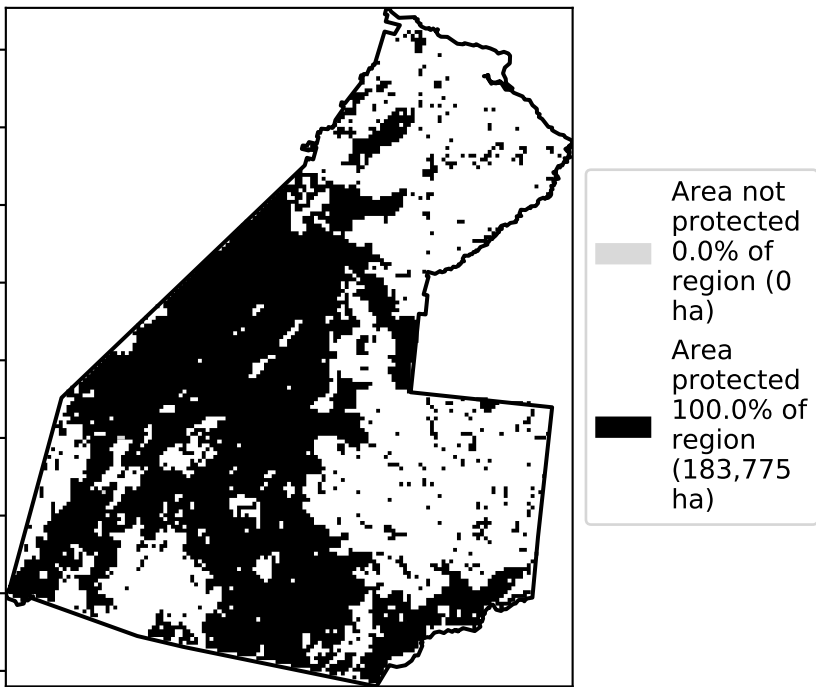 Area not
protected
0.0% of
region (0
ha)
Area
protected
100.0% of
region
(183,775
ha)